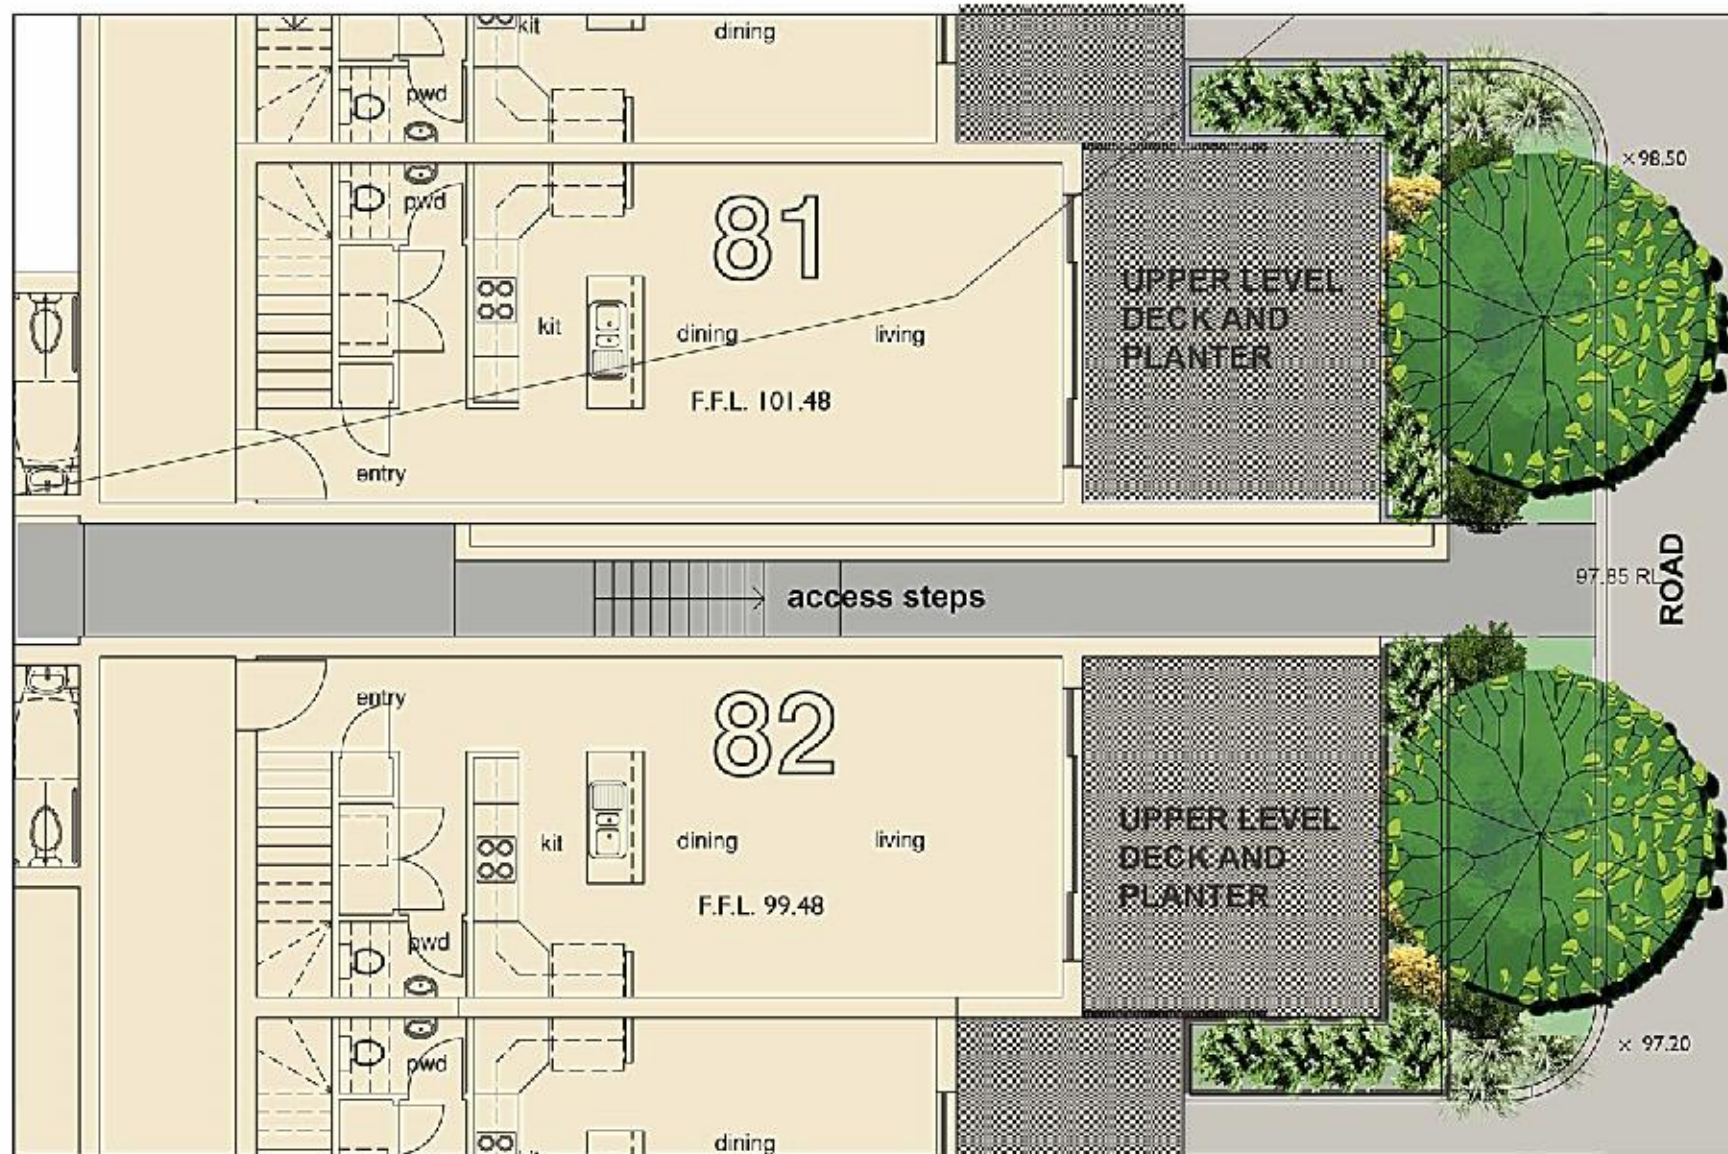 kit
dining
pwd
× 98.50
pwd
81
UPPER LEVEL
DECK AND
PLANTER
kit
dining
living
F.F.L. 101.48
entry
97.85 RL
ROAD
access steps
entry
82
UPPER LEVEL
DECK AND
PLANTER
kit
dining
living
F.F.L. 99.48
pwd
× 97.20
pwd
dining